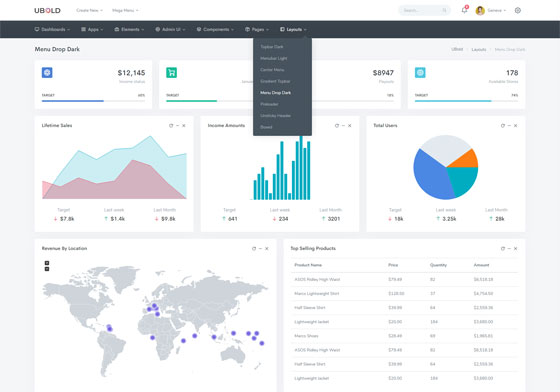 UBOLD
Create New
Mega Menu
Search...
Geneva
Dashboards
Apps
Elements
Admin UI
Components
Pages
Layouts
Menu Drop Dark
UBold
Layouts
Menu Drop Dark
Topbar Dark
Menubar Light
Center Menu
Gradient Topbar
Menu Drop Dark
Preloader
Unsticky Header
Boxed
$12,145
Income status
TARGET
60%
TARGET
$8947
Payouts
18%
178
Available Stores
TARGET
74%
Lifetime Sales
Target
Last week
Last Month
$7.8k
$1.4k
$9.8k
Income Amounts
Target
Last week
Last Month
641
234
3201
Total Users
Target
Last week
Last Month
18k
3.25k
28k
Revenue By Location
Top Selling Products
Product Name
Price
Quantity
Amount
ASOS Ridley High Waist
$79.49
82
$6,518.18
Marco Lightweight Shirt
$128.50
37
$4,754.50
Half Sleeve Shirt
$39.99
64
$2,559.36
Lightweight Jacket
$20.00
184
$3,680.00
Marco Shoes
$28.49
69
$1,965.81
ASOS Ridley High Waist
$79.49
82
$6,518.18
Half Sleeve Shirt
$39.99
64
$2,559.36
Lightweight Jacket
$20.00
184
$3,680.00